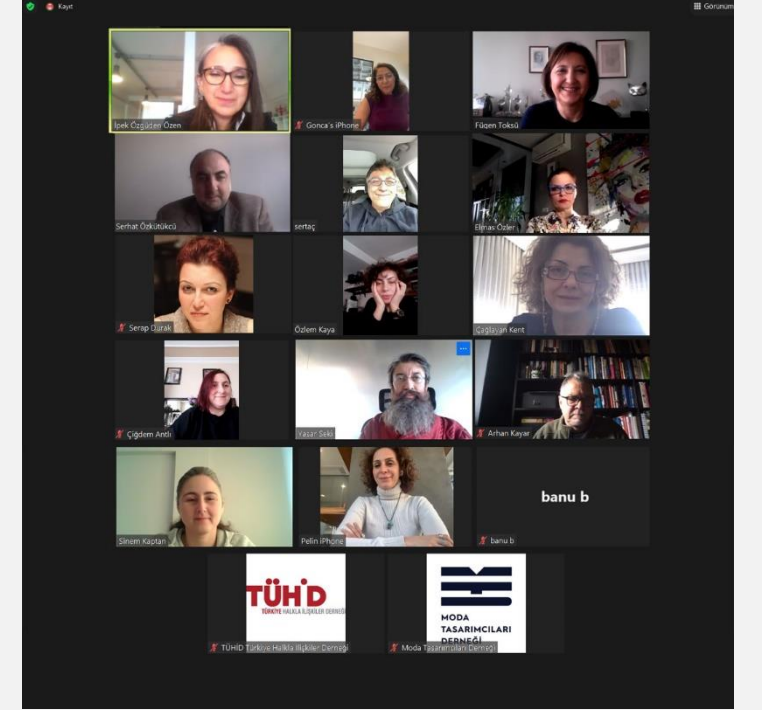 Kayıt
Görünüm
İpek Özgüden Özen
Gonca's iPhone
Fügen Toksü
Serhat Özkütükcü
sertaç
Elmas Özler
Serap Durak
Özlem Kaya
Çağlayan Kent
Çiğdem Antlı
Yasar Seki
Arhan Kayar
Sinem Kaptan
Pelin iPhone
banu b
banu b
TÜHİD
TÜRKİYE HALKLA İLİŞKİLER DERNEĞİ
MODA
TASARIMCILARI
DERNEĞİ
TÜHİD Türkiye Halkla İlişkiler Derneği
Moda Tasarımcıları Derneği